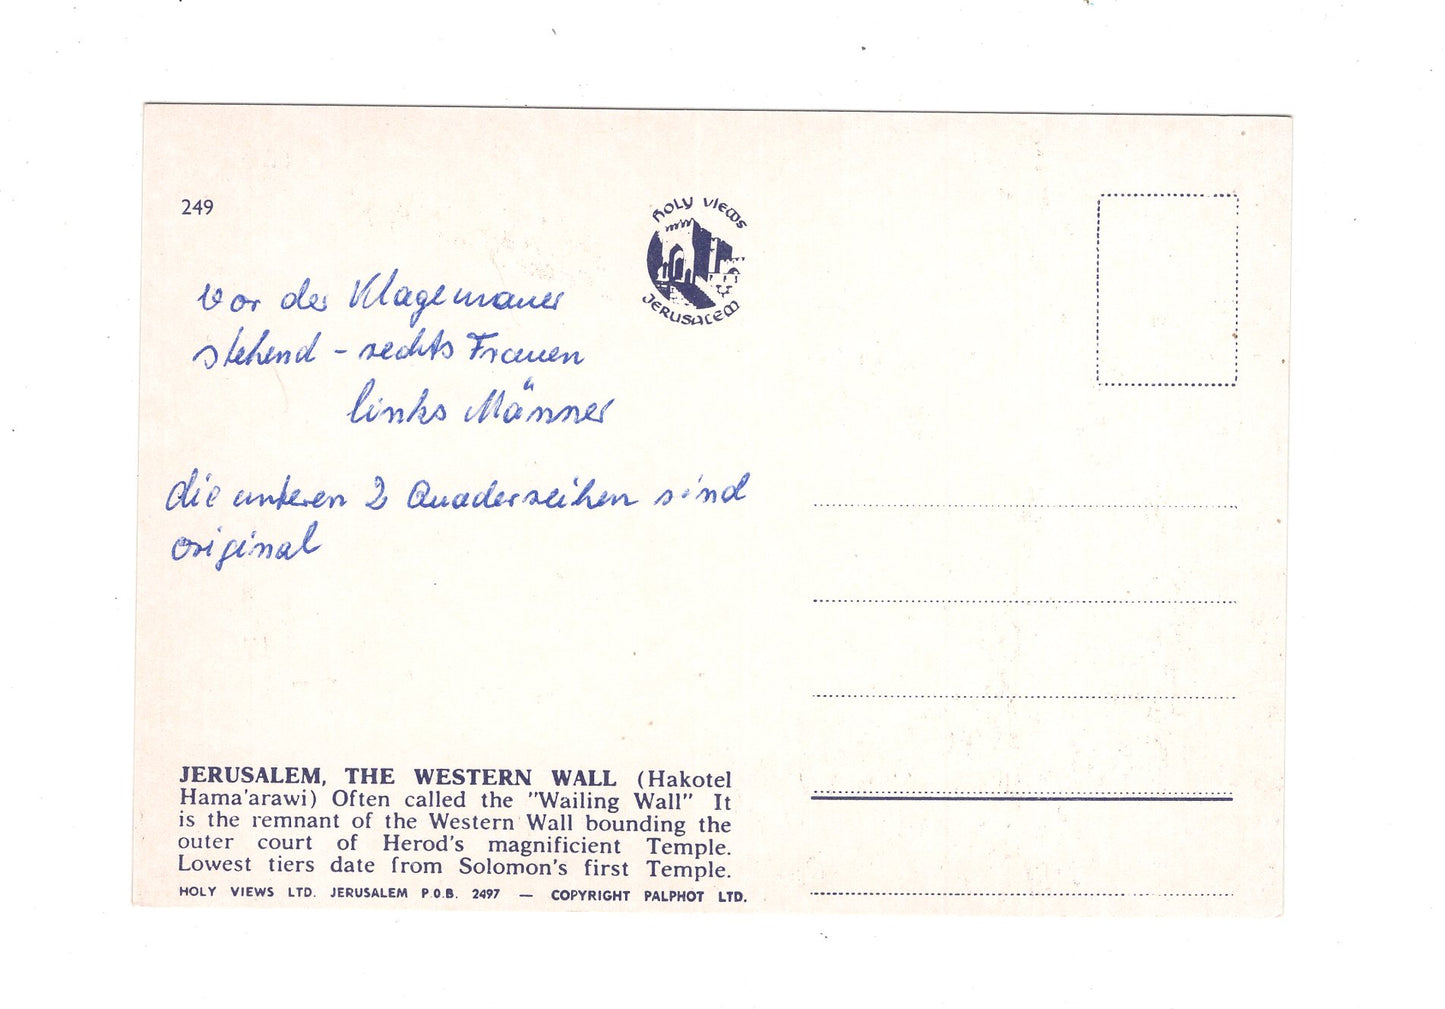 249
HOLY VIEWS
JERUSALEM
vor der Klagemauer
stehend - rechts Frauen
links Männer
die unteren 2 Quaderreihen sind
original
JERUSALEM, THE WESTERN WALL (Hakotel
Hama'arawi) Often called the "Wailing Wall" It
is the remnant of the Western Wall bounding the
outer court of Herod's magnificient Temple.
Lowest tiers date from Solomon's first Temple.
HOLY VIEWS LTD. JERUSALEM P.O.B. 2497 — COPYRIGHT PALPHOT LTD.